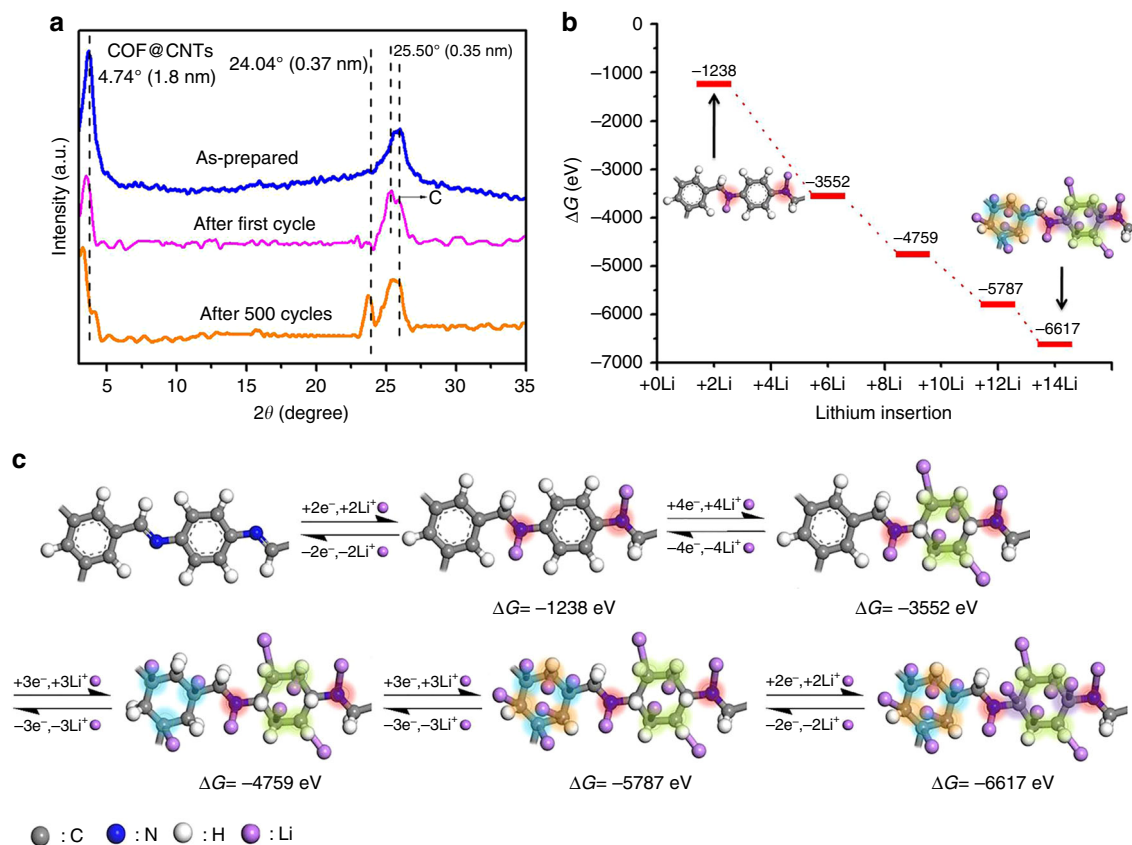 a
COF@CNTs
4.74° (1.8 nm)
24.04° (0.37 nm)
25.50° (0.35 nm)
As-prepared
C
After first cycle
After 500 cycles
Intensity (a.u.)
5 10 15 20 25 30 35
2θ (degree)
b
0
−1000
−2000
−3000
−4000
−5000
−6000
−7000
ΔG (eV)
−1238
−3552
−4759
−5787
−6617
+0Li +2Li +4Li +6Li +8Li +10Li +12Li +14Li
Lithium insertion
c
+2e⁻,+2Li⁺
−2e⁻,−2Li⁺
+4e⁻,+4Li⁺
−4e⁻,−4Li⁺
ΔG= −1238 eV
ΔG= −3552 eV
+3e⁻,+3Li⁺
−3e⁻,−3Li⁺
+3e⁻,+3Li⁺
−3e⁻,−3Li⁺
+2e⁻,+2Li⁺
−2e⁻,−2Li⁺
ΔG= −4759 eV
ΔG= −5787 eV
ΔG= −6617 eV
: C : N : H : Li